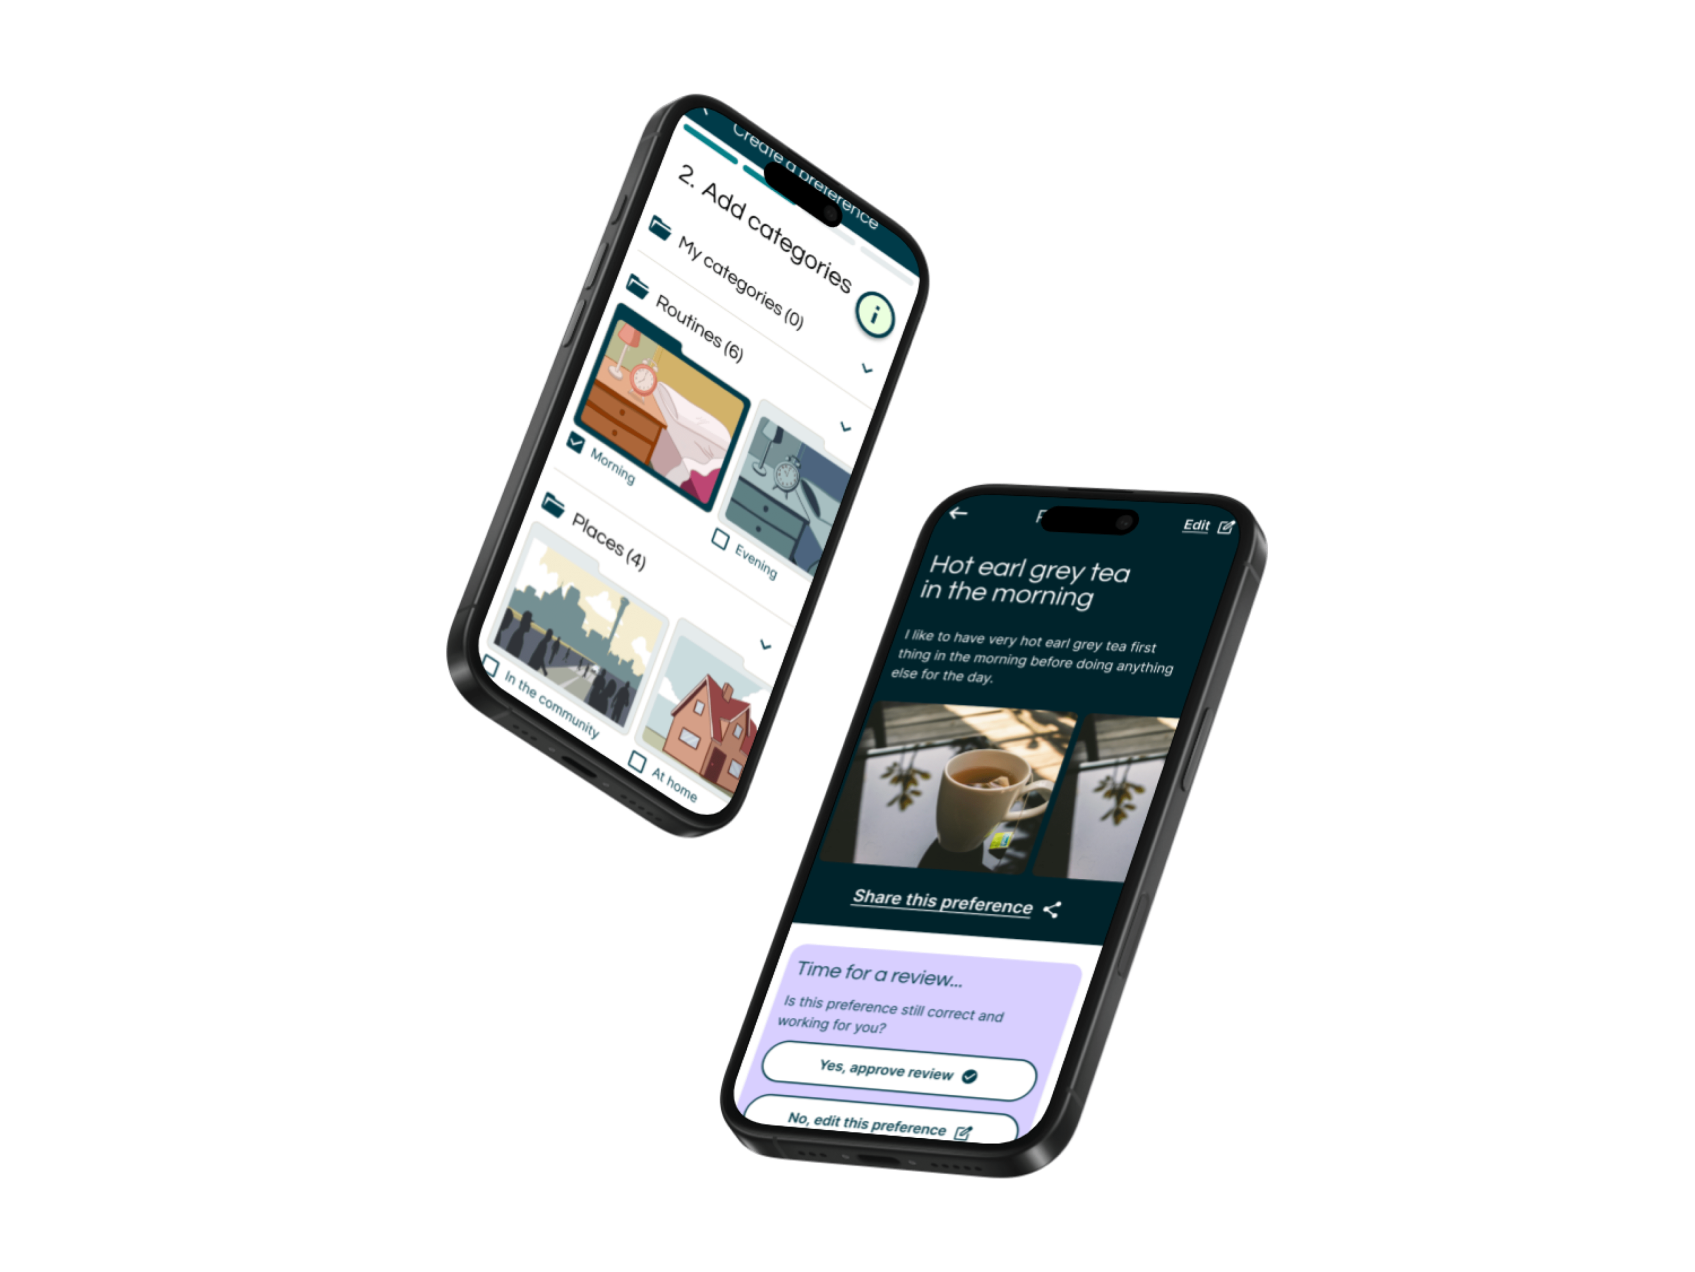 Create a preference
2. Add categories
My categories (0)
Routines (6)
Morning
Evening
Places (4)
In the community
At home
Edit
Hot earl grey tea
in the morning
I like to have very hot earl grey tea first
thing in the morning before doing anything
else for the day.
Share this preference
Time for a review...
Is this preference still correct and
working for you?
Yes, approve review
No, edit this preference